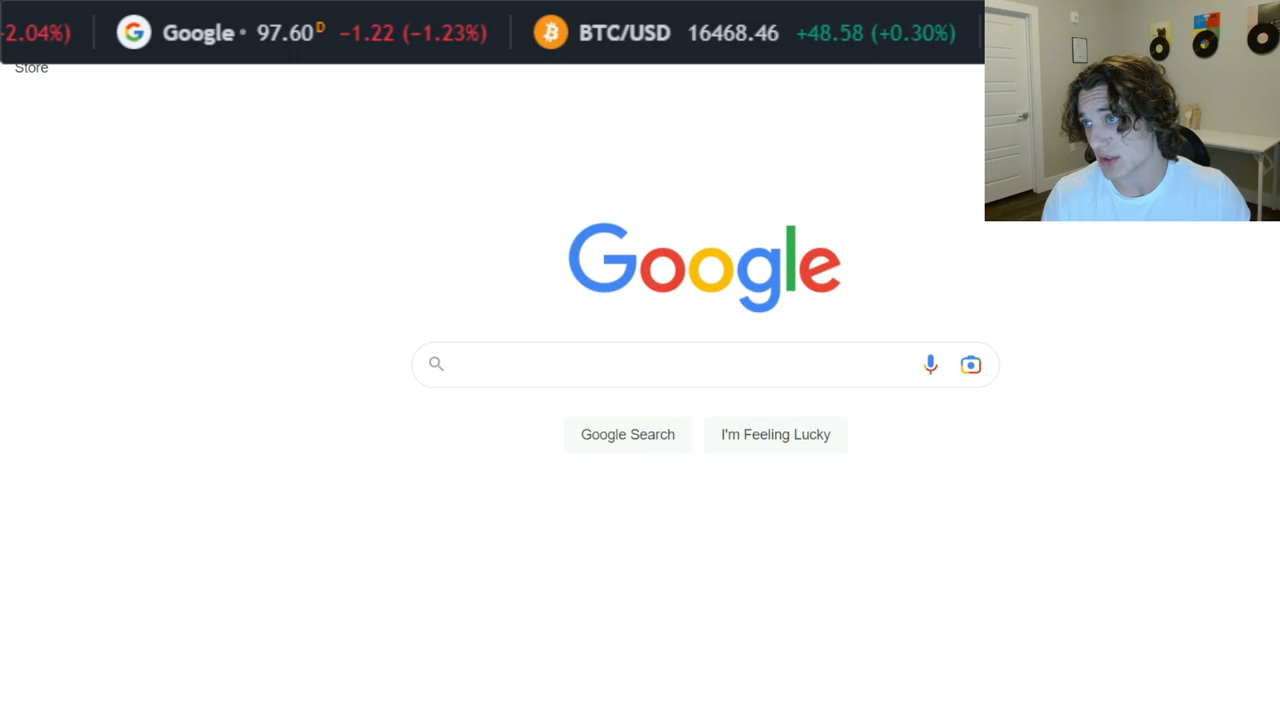 -2.04%) Google • 97.60 D −1.22 (−1.23%) BTC/USD 16468.46 +48.58 (+0.30%)
Store
Google
Google Search I'm Feeling Lucky